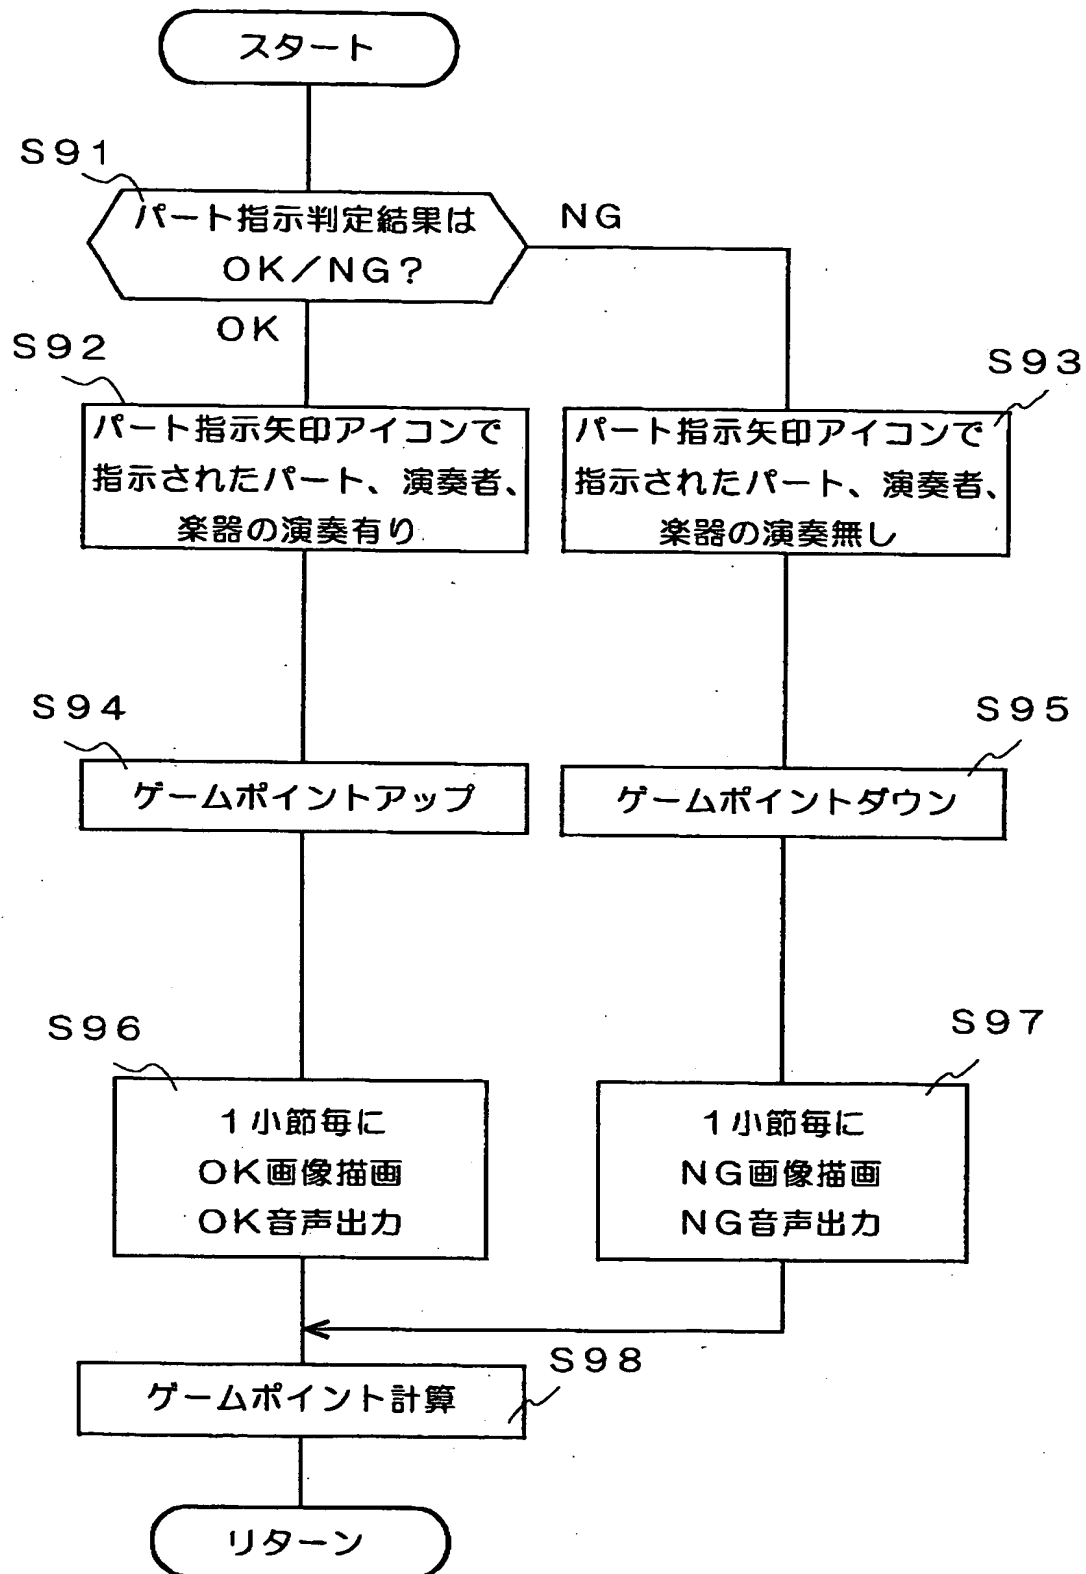 スタート
S91
パート指示判定結果は
OK/NG?
NG
OK
S92
パート指示矢印アイコンで
指示されたパート、演奏者、
楽器の演奏有り
S93
パート指示矢印アイコンで
指示されたパート、演奏者、
楽器の演奏無し
S94
ゲームポイントアップ
S95
ゲームポイントダウン
S96
1小節毎に
OK画像描画
OK音声出力
S97
1小節毎に
NG画像描画
NG音声出力
S98
ゲームポイント計算
リターン